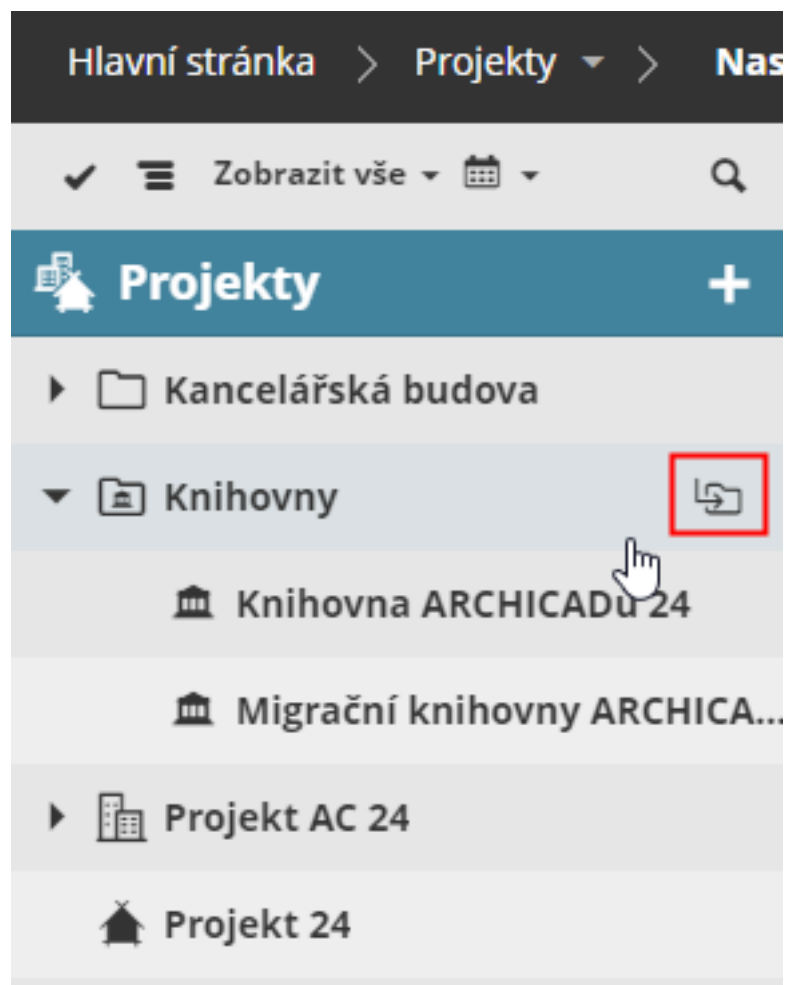 Hlavní stránka > Projekty > Nas
Zobrazit vše
Projekty
Kancelářská budova
Knihovny
Knihovna ARCHICADu 24
Migrační knihovny ARCHICA...
Projekt AC 24
Projekt 24